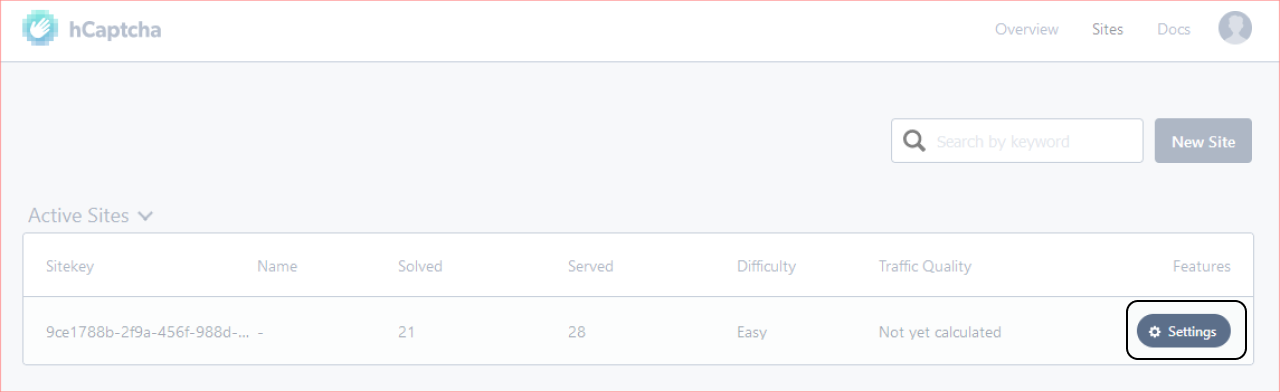 hCaptcha
Overview Sites Docs
Search by keyword New Site
Active Sites
Sitekey Name Solved Served Difficulty Traffic Quality Features
9ce1788b-2f9a-456f-988d-... - 21 28 Easy Not yet calculated Settings